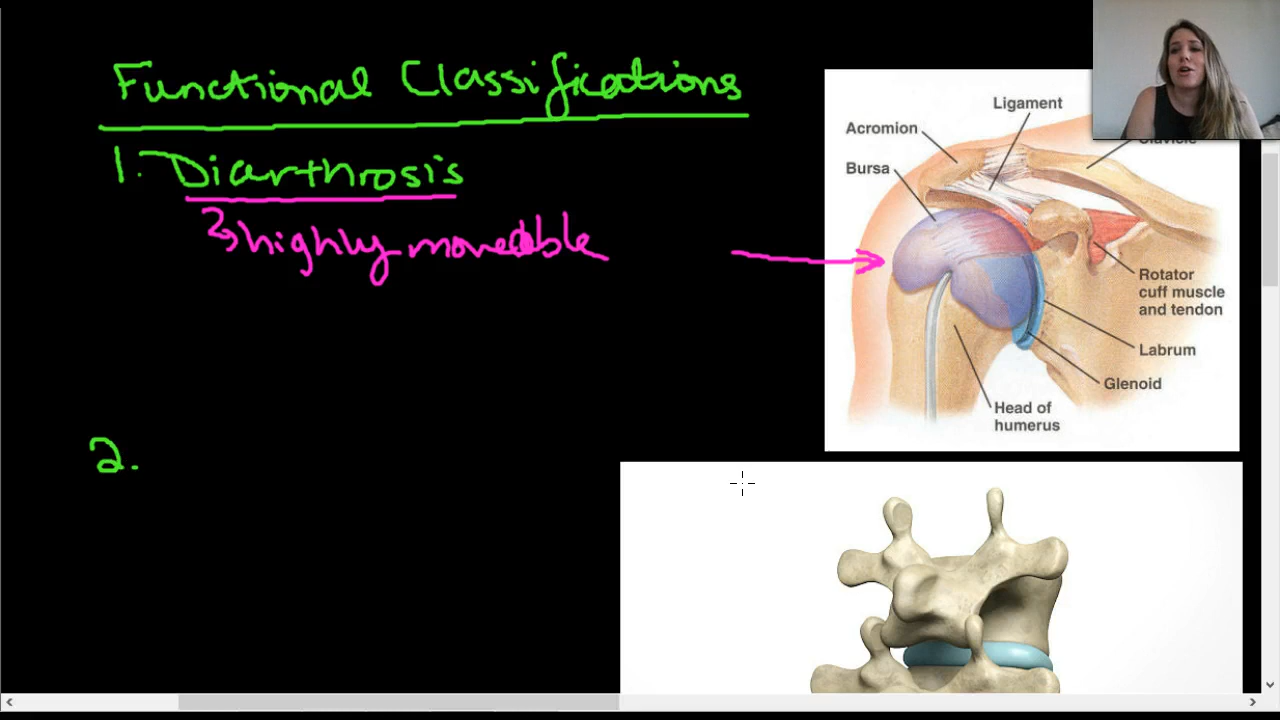 Functional Classifications
1. Diarthrosis
highly moveable
2.
Ligament
Acromion
Clavicle
Bursa
Rotator
cuff muscle
and tendon
Labrum
Glenoid
Head of
humerus